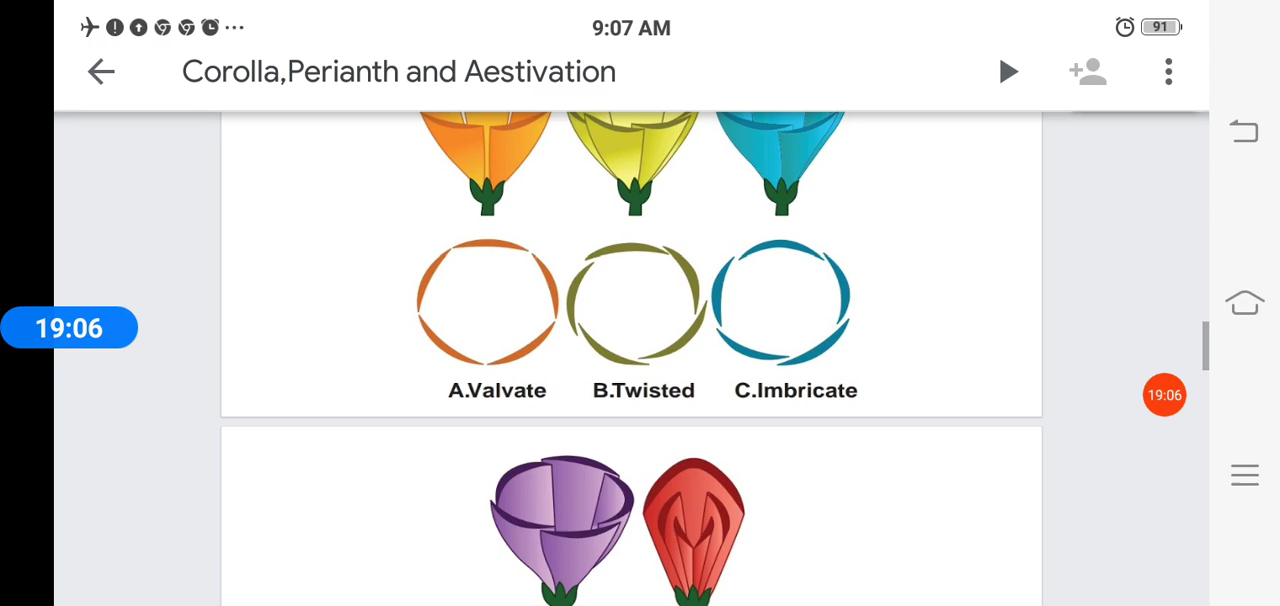 9:07 AM
91
Corolla,Perianth and Aestivation
19:06
A.Valvate B.Twisted C.Imbricate
19:06